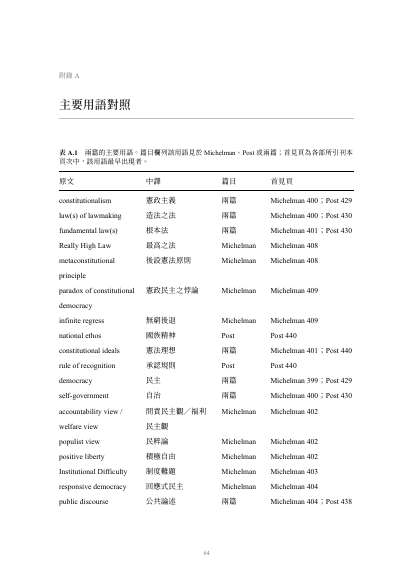 附錄 A
主要用語對照
表 A.1 兩篇的主要用語。篇目欄列該用語見於 Michelman、Post 或兩篇；首見頁為各部所引刊本
頁次中，該用語最早出現者。
原文 中譯 篇目 首見頁
constitutionalism 憲政主義 兩篇 Michelman 400；Post 429
law(s) of lawmaking 造法之法 兩篇 Michelman 400；Post 430
fundamental law(s) 根本法 兩篇 Michelman 401；Post 430
Really High Law 最高之法 Michelman Michelman 408
metaconstitutional 後設憲法原則 Michelman Michelman 408
principle
paradox of constitutional 憲政民主之悖論 Michelman Michelman 409
democracy
infinite regress 無窮後退 Michelman Michelman 409
national ethos 國族精神 Post Post 440
constitutional ideals 憲法理想 兩篇 Michelman 401；Post 440
rule of recognition 承認規則 Post Post 440
democracy 民主 兩篇 Michelman 399；Post 429
self-government 自治 兩篇 Michelman 400；Post 430
accountability view / 問責民主觀／福利 Michelman Michelman 402
welfare view 民主觀
populist view 民粹論 Michelman Michelman 402
positive liberty 積極自由 Michelman Michelman 402
Institutional Difficulty 制度難題 Michelman Michelman 403
responsive democracy 回應式民主 Michelman Michelman 404
public discourse 公共論述 兩篇 Michelman 404；Post 438
64